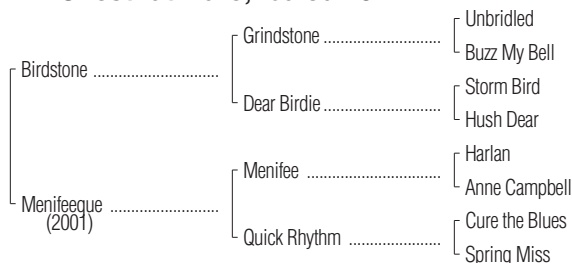 Unbridled
Grindstone ..............................
Buzz My Bell
Birdstone ................................
Storm Bird
Dear Birdie ............................
Hush Dear
Harlan
Menifee ................................
Anne Campbell
Menifeeque ...........................
(2001)
Cure the Blues
Quick Rhythm .......................
Spring Miss